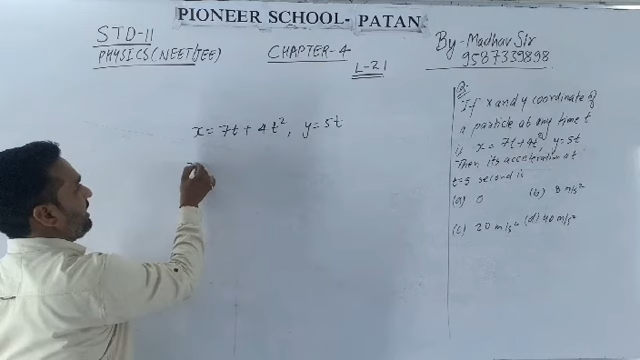 PIONEER SCHOOL- PATAN
STD-11
PHYSICS (NEET/JEE)
CHAPTER-4
L-21
By- Madhav Sir
9587339898
x = 7t + 4t², y = 5t
Q.
If x and y coordinate of
a particle at any time t
is x = 7t + 4t², y = 5t
Then its acceleration at
t=5 second is
(a) 0 (b) 8 m/s²
(c) 20 m/s² (d) 40 m/s²